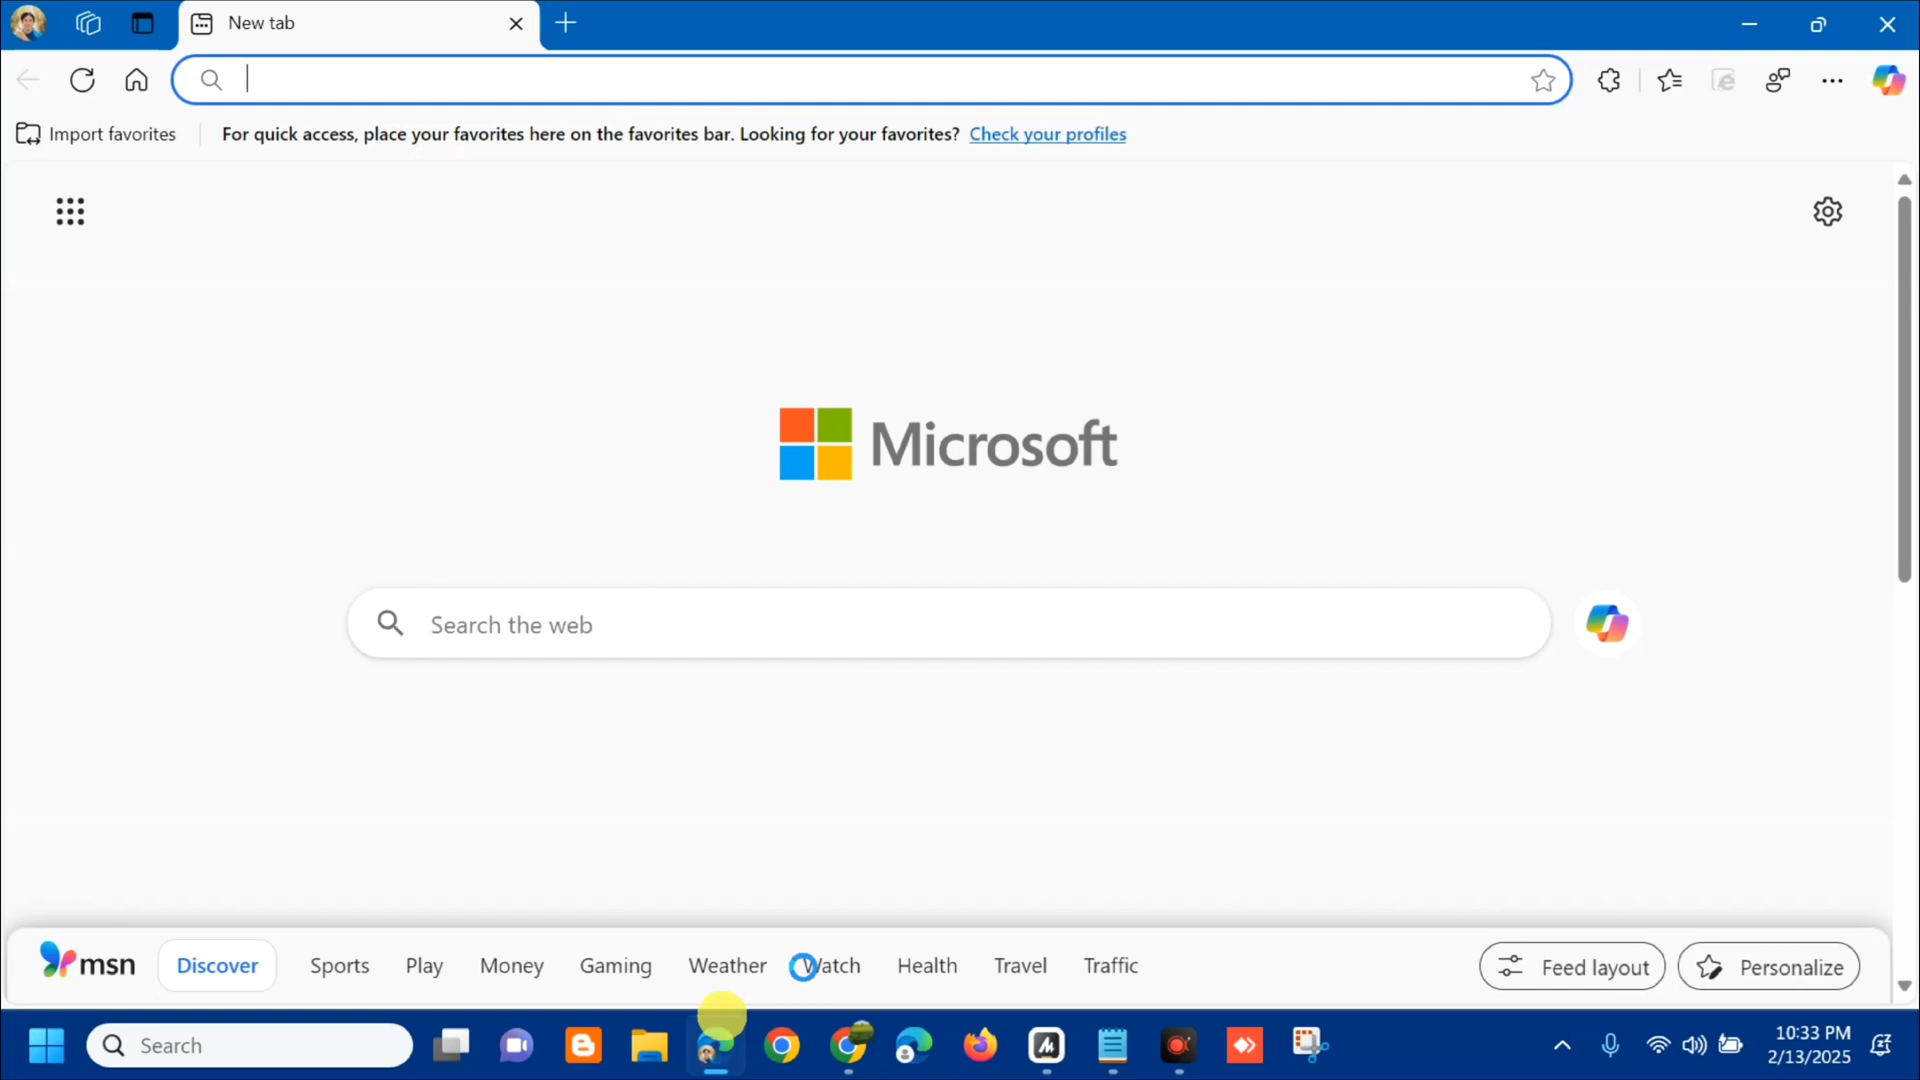 New tab
Import favorites
For quick access, place your favorites here on the favorites bar. Looking for your favorites? Check your profiles
Microsoft
Search the web
msn Discover Sports Play Money Gaming Weather Watch Health Travel Traffic Feed layout Personalize
Search
10:33 PM
2/13/2025